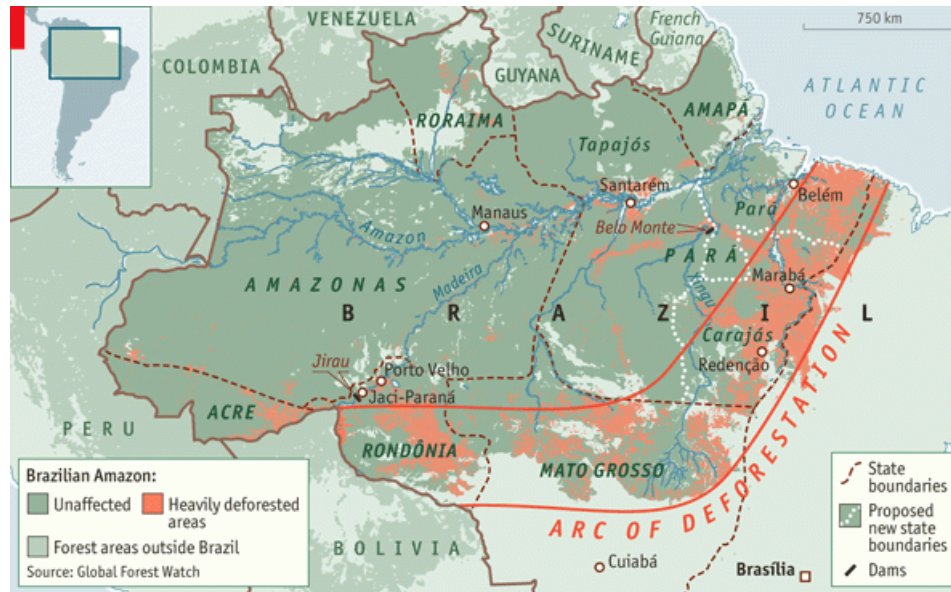 VENEZUELA
French
Guiana
750 km
SURINAME
COLOMBIA
GUYANA
ATLANTIC
OCEAN
AMAPÁ
RORAIMA
Tapajós
Santarém
Belém
Manaus
Pará
Belo Monte
Amazon
PARÁ
Madeira
Marabá
AMAZONAS
Xingu
BRAZIL
Carajás
Jirau
Porto Velho
Redenção
Jaci-Paraná
ACRE
PERU
RONDÔNIA
MATO GROSSO
ARC OF DEFORESTATION
BOLIVIA
Cuiabá
Brasília
Brazilian Amazon:
Unaffected
Heavily deforested
areas
Forest areas outside Brazil
Source: Global Forest Watch
State
boundaries
Proposed
new state
boundaries
Dams